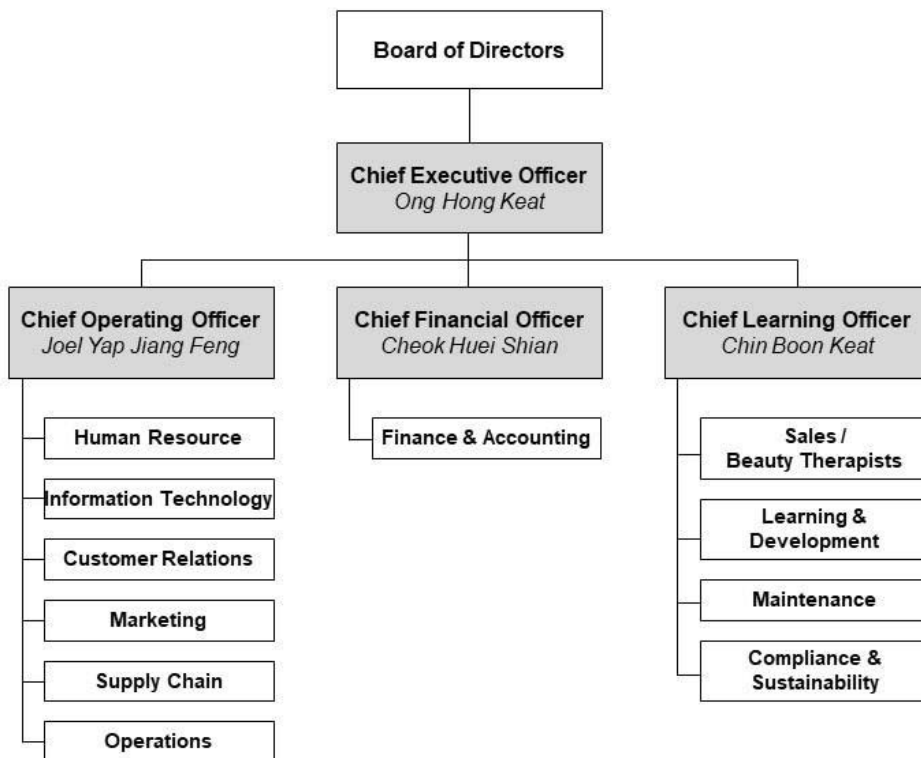 Board of Directors
Chief Executive Officer
Ong Hong Keat
Chief Operating Officer
Joel Yap Jiang Feng
Human Resource
Information Technology
Customer Relations
Marketing
Supply Chain
Operations
Chief Financial Officer
Cheok Huei Shian
Finance & Accounting
Chief Learning Officer
Chin Boon Keat
Sales /
Beauty Therapists
Learning &
Development
Maintenance
Compliance &
Sustainability